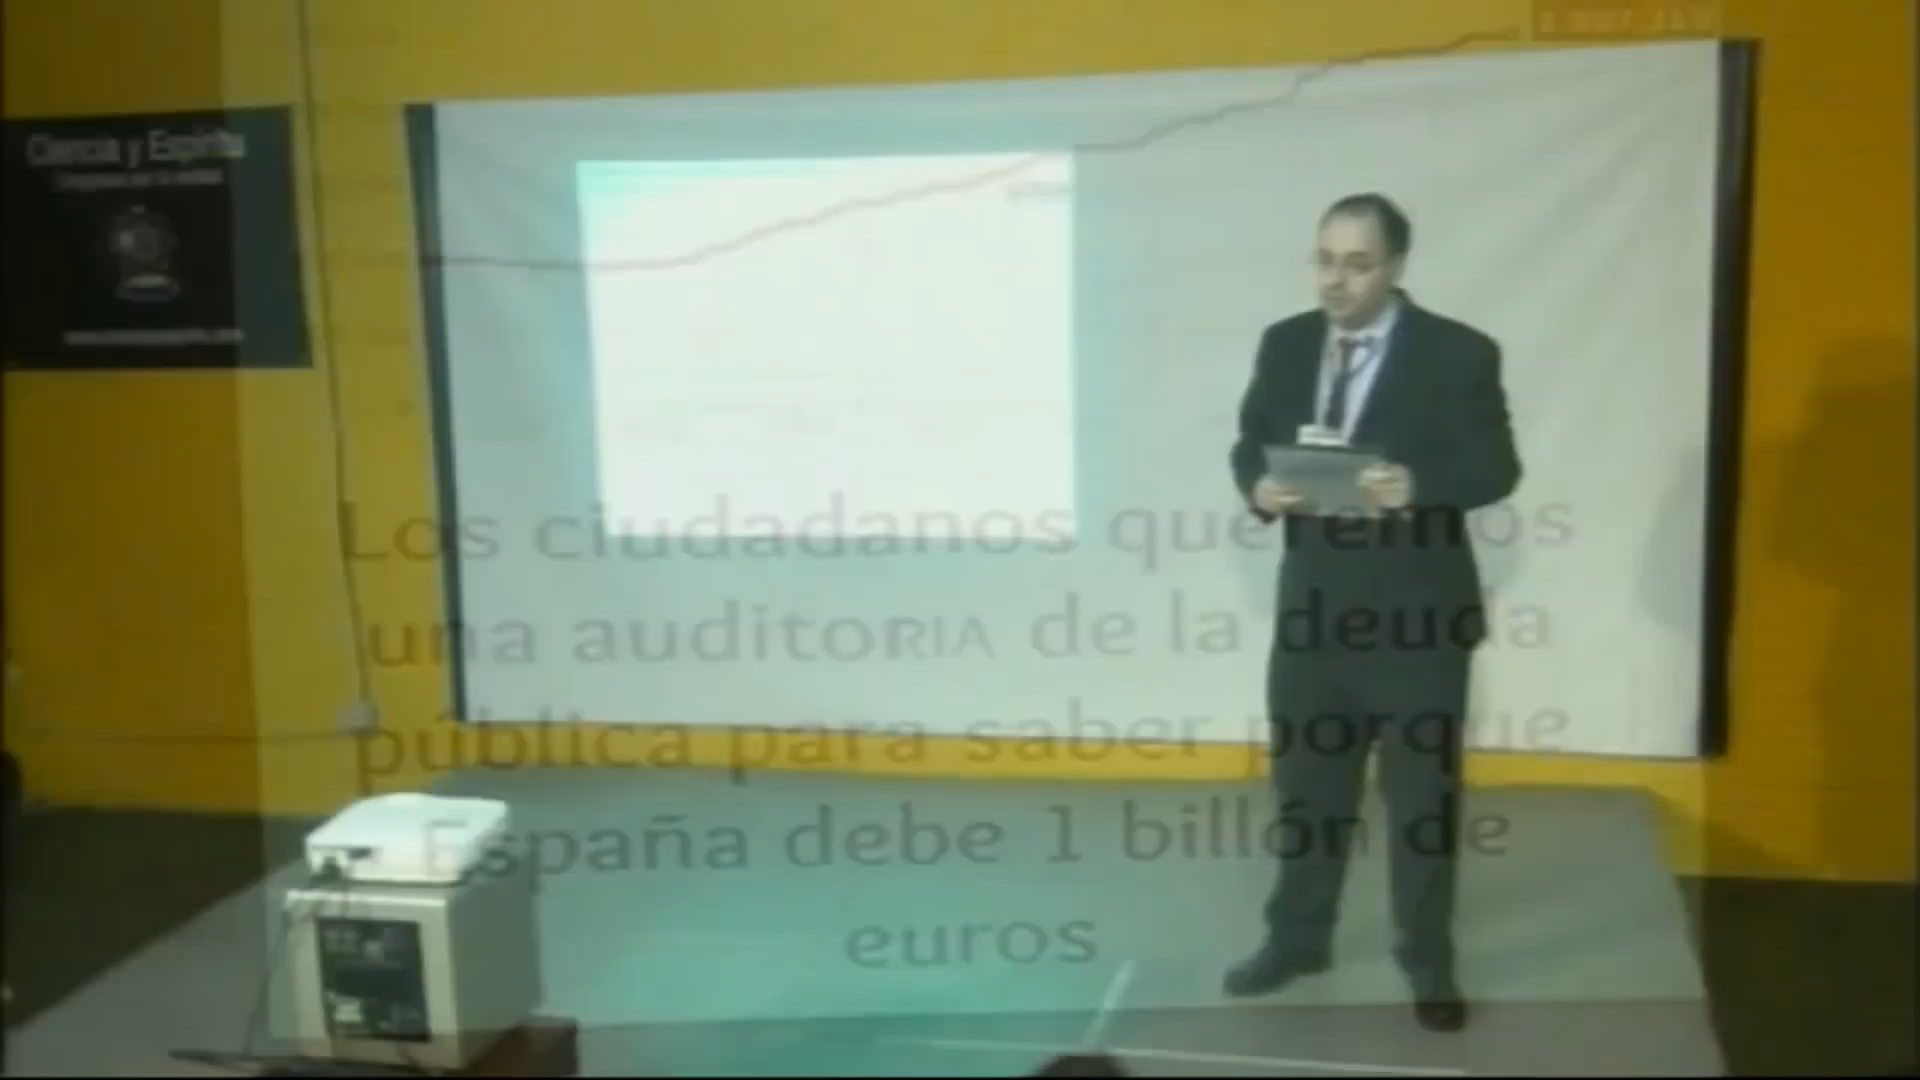 Ciencia y Espíritu
Los ciudadanos queremos
una auditoRIA de la deuda
pública para saber porque
España debe 1 billón de
euros